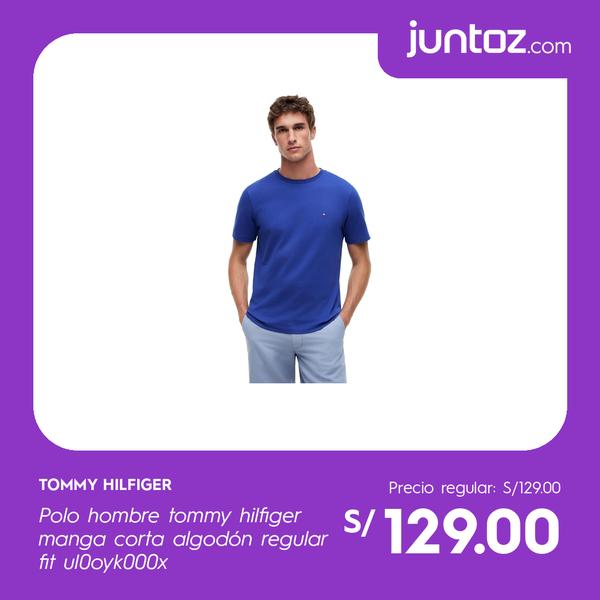 juntoz.com
TOMMY HILFIGER
Polo hombre tommy hilfiger
manga corta algodón regular
fit ul0oyk000x
Precio regular: S/129.00
S/ 129.00